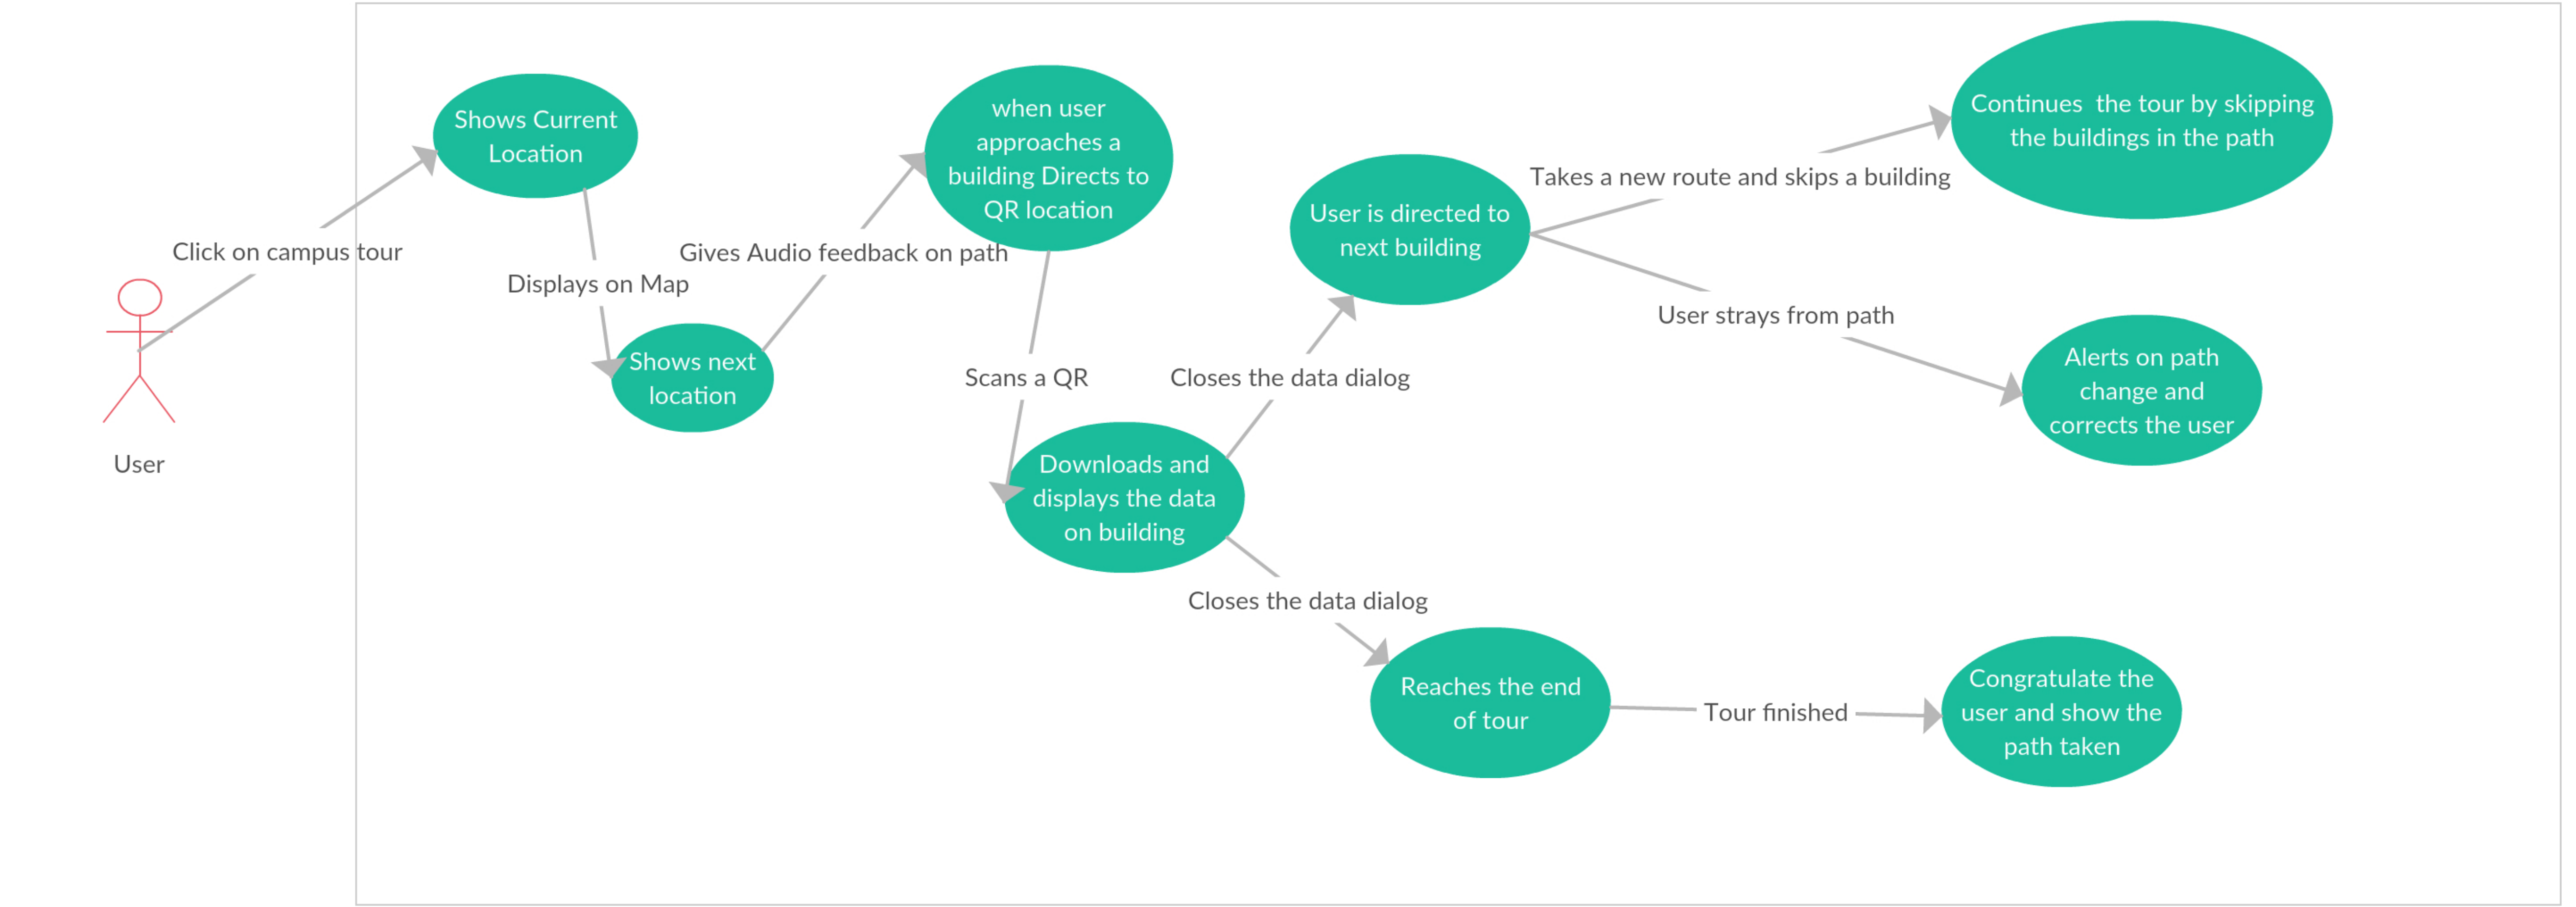 Click on campus tour
User
Shows Current
Location
Displays on Map
Shows next
location
Gives Audio feedback on path
when user
approaches a
building Directs to
QR location
Scans a QR
Downloads and
displays the data
on building
Closes the data dialog
User is directed to
next building
Takes a new route and skips a building
Continues  the tour by skipping
the buildings in the path
User strays from path
Alerts on path
change and
corrects the user
Closes the data dialog
Reaches the end
of tour
Tour finished
Congratulate the
user and show the
path taken